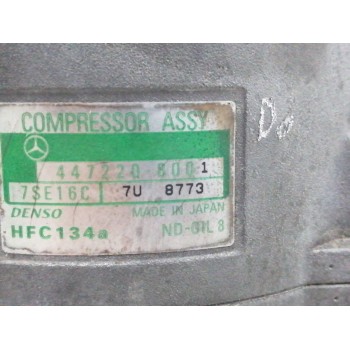 COMPRESSOR ASSY
447220 8001
7SE16C 7U 8773
DENSO MADE IN JAPAN
HFC134a ND-OIL 8